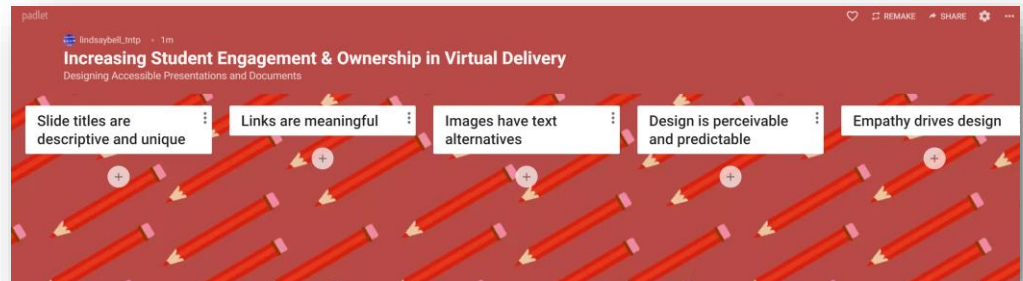 padlet
REMAKE SHARE
lindsaybell_tntp • 1m
Increasing Student Engagement & Ownership in Virtual Delivery
Designing Accessible Presentations and Documents
Slide titles are
descriptive and unique
Links are meaningful
Images have text
alternatives
Design is perceivable
and predictable
Empathy drives design